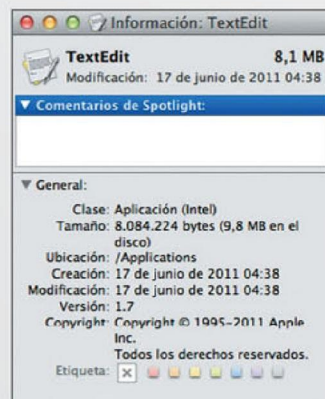 Información: TextEdit
TextEdit 8,1 MB
Modificación: 17 de junio de 2011 04:38
Comentarios de Spotlight:
General:
Clase: Aplicación (Intel)
Tamaño: 8.084.224 bytes (9,8 MB en el
disco)
Ubicación: /Applications
Creación: 17 de junio de 2011 04:38
Modificación: 17 de junio de 2011 04:38
Versión: 1.7
Copyright: Copyright © 1995-2011 Apple
Inc.
Todos los derechos reservados.
Etiqueta: